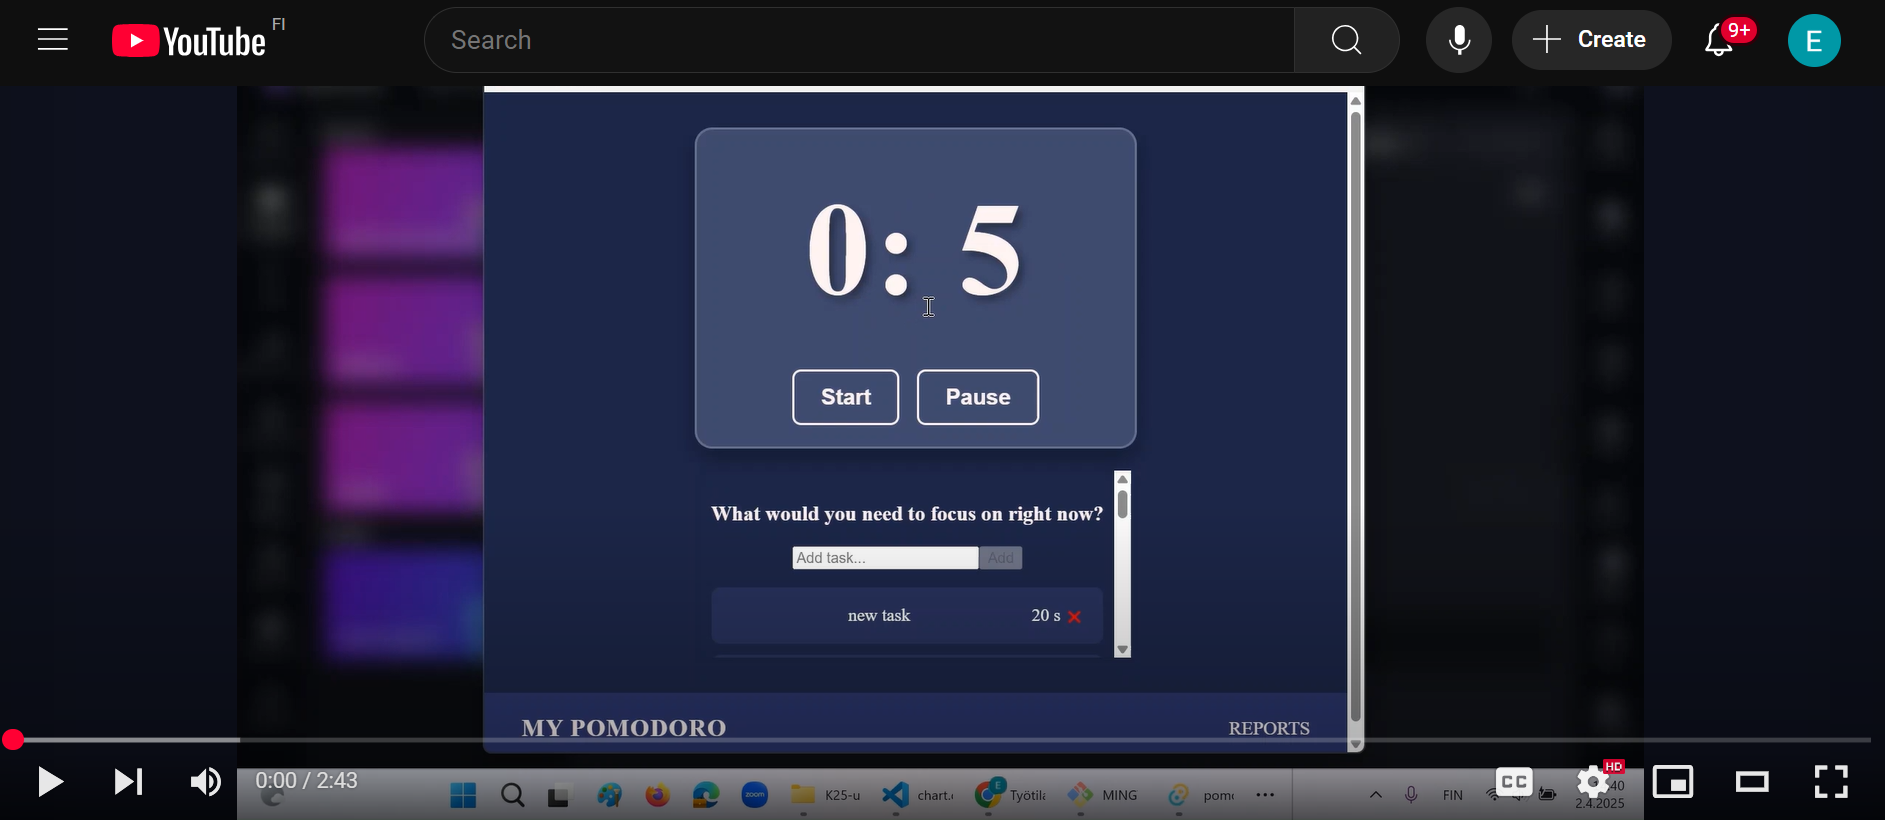 YouTube FI
Search
Create
9+
E
0: 5
Start Pause
What would you need to focus on right now?
Add task... Add
new task 20 s
MY POMODORO REPORTS
0:00 / 2:43
CC
HD
zoom
K25-u
chart.
E
Työtil
MING
pom
FIN
40
2.4.2025